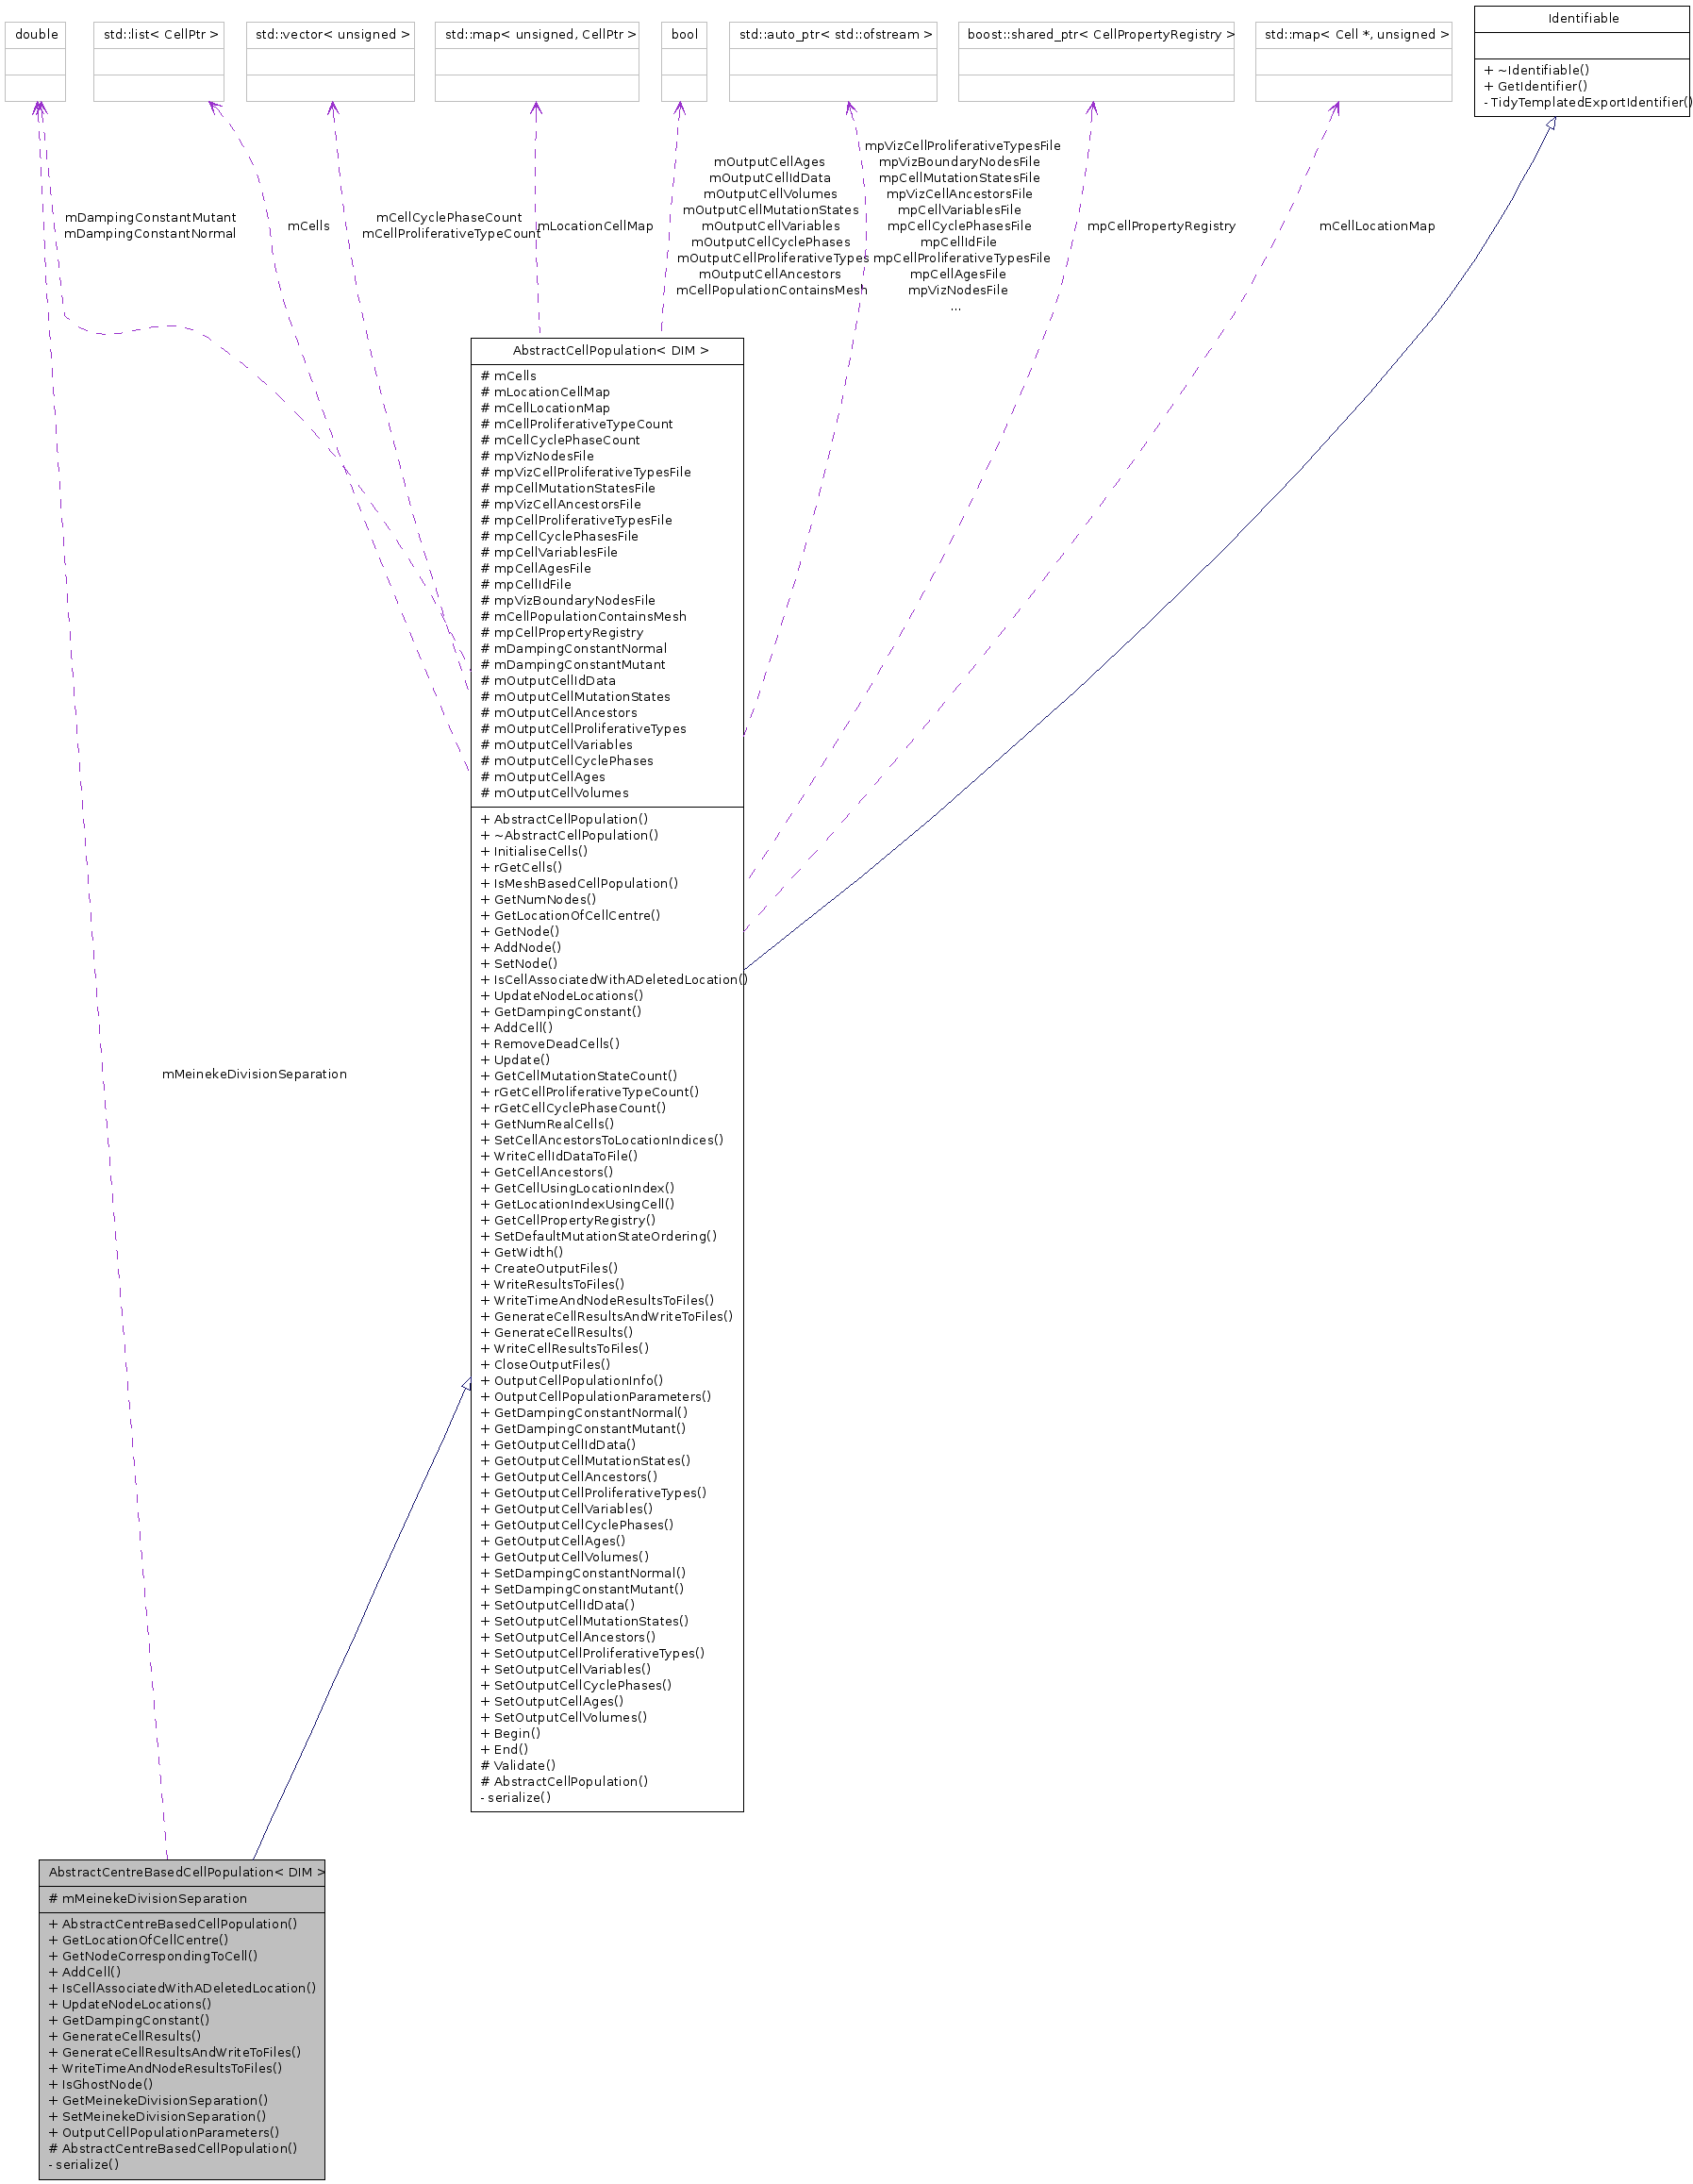 double
std::list< CellPtr >
std::vector< unsigned >
std::map< unsigned, CellPtr >
bool
std::auto_ptr< std::ofstream >
boost::shared_ptr< CellPropertyRegistry >
std::map< Cell *, unsigned >
Identifiable
+ ~Identifiable()
+ GetIdentifier()
- TidyTemplatedExportIdentifier()
mDampingConstantMutant
mDampingConstantNormal
mCells
mCellCyclePhaseCount
mCellProliferativeTypeCount
mLocationCellMap
mOutputCellAges
mOutputCellIdData
mOutputCellVolumes
mOutputCellMutationStates
mOutputCellVariables
mOutputCellCyclePhases
mOutputCellProliferativeTypes
mOutputCellAncestors
mCellPopulationContainsMesh
mpVizCellProliferativeTypesFile
mpVizBoundaryNodesFile
mpCellMutationStatesFile
mpVizCellAncestorsFile
mpCellVariablesFile
mpCellCyclePhasesFile
mpCellIdFile
mpCellProliferativeTypesFile
mpCellAgesFile
mpVizNodesFile
...
mpCellPropertyRegistry
mCellLocationMap
AbstractCellPopulation< DIM >
# mCells
# mLocationCellMap
# mCellLocationMap
# mCellProliferativeTypeCount
# mCellCyclePhaseCount
# mpVizNodesFile
# mpVizCellProliferativeTypesFile
# mpCellMutationStatesFile
# mpVizCellAncestorsFile
# mpCellProliferativeTypesFile
# mpCellCyclePhasesFile
# mpCellVariablesFile
# mpCellAgesFile
# mpCellIdFile
# mpVizBoundaryNodesFile
# mCellPopulationContainsMesh
# mpCellPropertyRegistry
# mDampingConstantNormal
# mDampingConstantMutant
# mOutputCellIdData
# mOutputCellMutationStates
# mOutputCellAncestors
# mOutputCellProliferativeTypes
# mOutputCellVariables
# mOutputCellCyclePhases
# mOutputCellAges
# mOutputCellVolumes
+ AbstractCellPopulation()
+ ~AbstractCellPopulation()
+ InitialiseCells()
+ rGetCells()
+ IsMeshBasedCellPopulation()
+ GetNumNodes()
+ GetLocationOfCellCentre()
+ GetNode()
+ AddNode()
+ SetNode()
+ IsCellAssociatedWithADeletedLocation()
+ UpdateNodeLocations()
+ GetDampingConstant()
+ AddCell()
+ RemoveDeadCells()
+ Update()
+ GetCellMutationStateCount()
+ rGetCellProliferativeTypeCount()
+ rGetCellCyclePhaseCount()
+ GetNumRealCells()
+ SetCellAncestorsToLocationIndices()
+ WriteCellIdDataToFile()
+ GetCellAncestors()
+ GetCellUsingLocationIndex()
+ GetLocationIndexUsingCell()
+ GetCellPropertyRegistry()
+ SetDefaultMutationStateOrdering()
+ GetWidth()
+ CreateOutputFiles()
+ WriteResultsToFiles()
+ WriteTimeAndNodeResultsToFiles()
+ GenerateCellResultsAndWriteToFiles()
+ GenerateCellResults()
+ WriteCellResultsToFiles()
+ CloseOutputFiles()
+ OutputCellPopulationInfo()
+ OutputCellPopulationParameters()
+ GetDampingConstantNormal()
+ GetDampingConstantMutant()
+ GetOutputCellIdData()
+ GetOutputCellMutationStates()
+ GetOutputCellAncestors()
+ GetOutputCellProliferativeTypes()
+ GetOutputCellVariables()
+ GetOutputCellCyclePhases()
+ GetOutputCellAges()
+ GetOutputCellVolumes()
+ SetDampingConstantNormal()
+ SetDampingConstantMutant()
+ SetOutputCellIdData()
+ SetOutputCellMutationStates()
+ SetOutputCellAncestors()
+ SetOutputCellProliferativeTypes()
+ SetOutputCellVariables()
+ SetOutputCellCyclePhases()
+ SetOutputCellAges()
+ SetOutputCellVolumes()
+ Begin()
+ End()
# Validate()
# AbstractCellPopulation()
- serialize()
mMeinekeDivisionSeparation
AbstractCentreBasedCellPopulation< DIM >
# mMeinekeDivisionSeparation
+ AbstractCentreBasedCellPopulation()
+ GetLocationOfCellCentre()
+ GetNodeCorrespondingToCell()
+ AddCell()
+ IsCellAssociatedWithADeletedLocation()
+ UpdateNodeLocations()
+ GetDampingConstant()
+ GenerateCellResults()
+ GenerateCellResultsAndWriteToFiles()
+ WriteTimeAndNodeResultsToFiles()
+ IsGhostNode()
+ GetMeinekeDivisionSeparation()
+ SetMeinekeDivisionSeparation()
+ OutputCellPopulationParameters()
# AbstractCentreBasedCellPopulation()
- serialize()